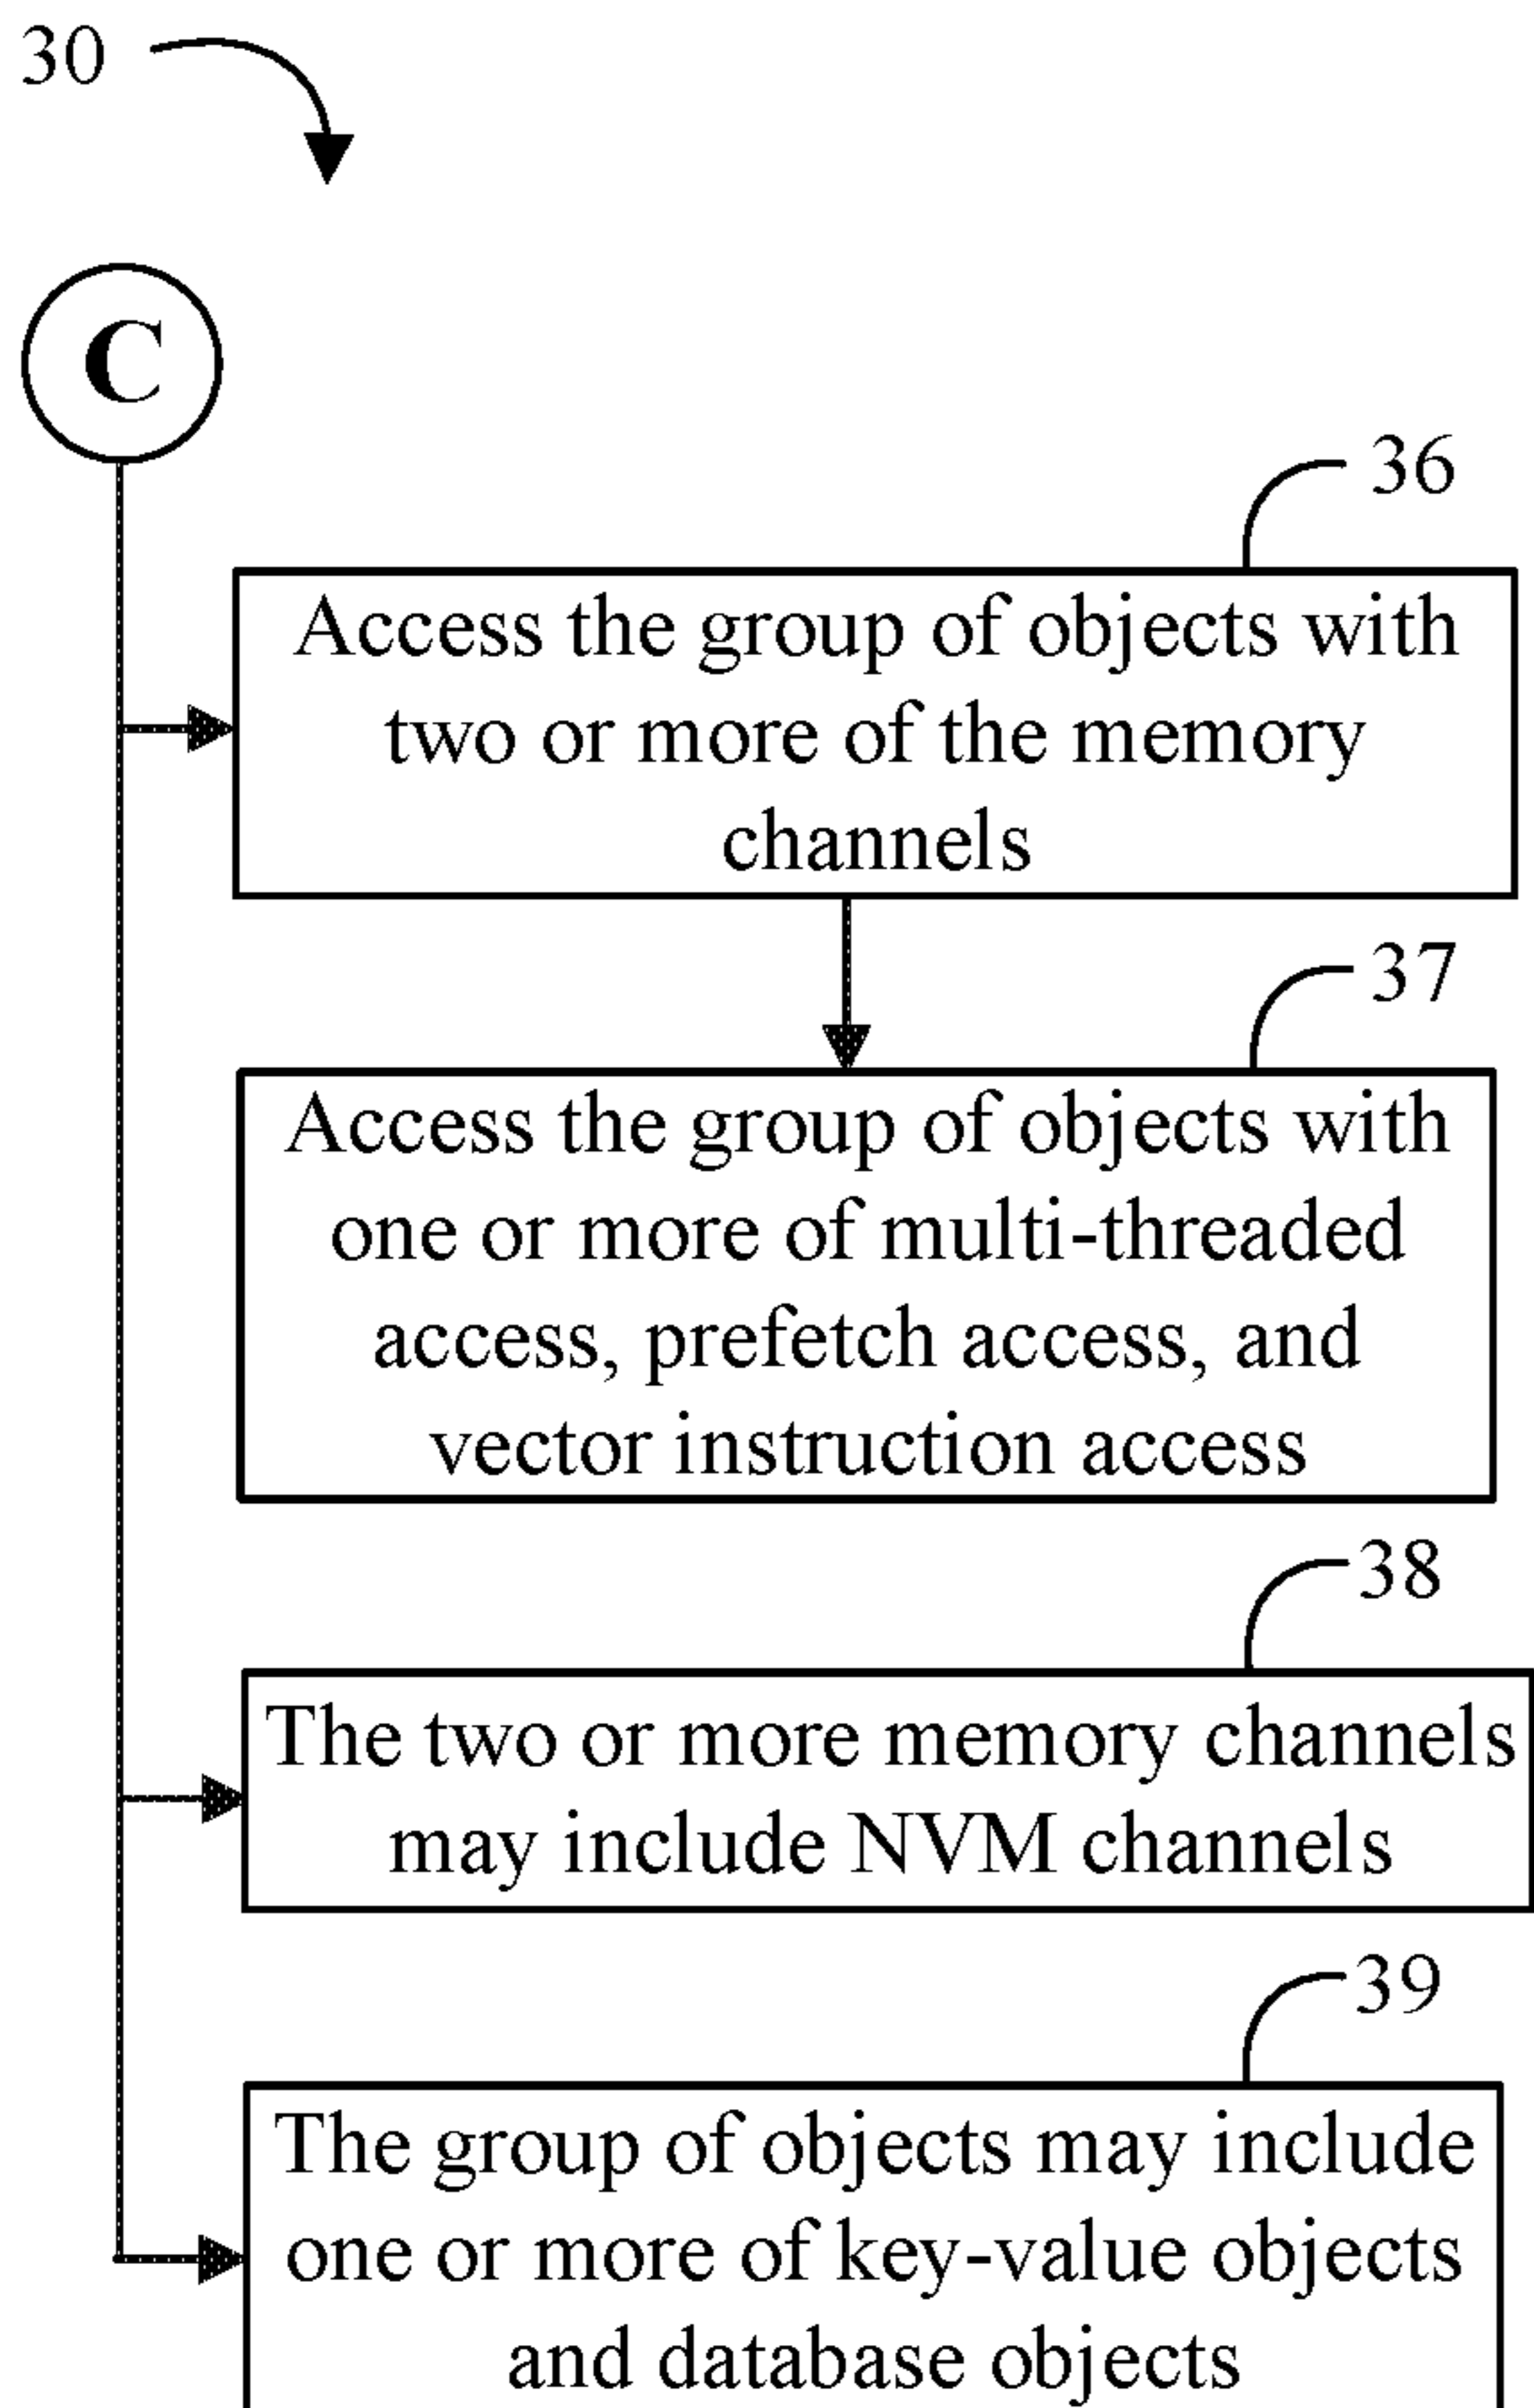 30
C
36
Access the group of objects with
two or more of the memory
channels
37
Access the group of objects with
one or more of multi-threaded
access, prefetch access, and
vector instruction access
38
The two or more memory channels
may include NVM channels
39
The group of objects may include
one or more of key-value objects
and database objects